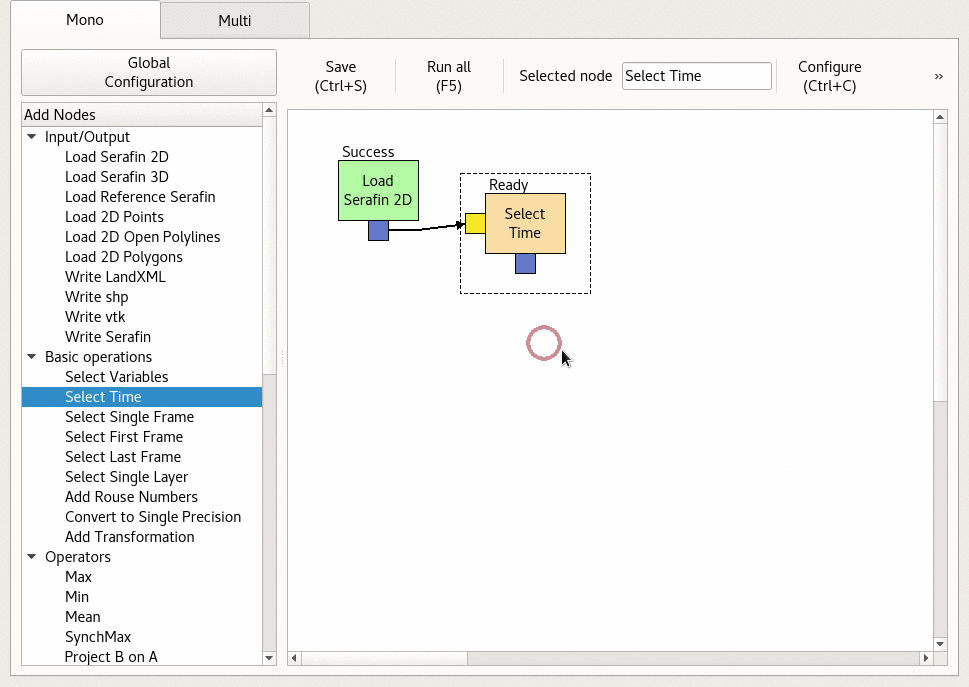 Mono
Multi
Global
Configuration
Save
(Ctrl+S)
Run all
(F5)
Selected node
Select Time
Configure
(Ctrl+C)
»
Add Nodes
Input/Output
Load Serafin 2D
Load Serafin 3D
Load Reference Serafin
Load 2D Points
Load 2D Open Polylines
Load 2D Polygons
Write LandXML
Write shp
Write vtk
Write Serafin
Basic operations
Select Variables
Select Time
Select Single Frame
Select First Frame
Select Last Frame
Select Single Layer
Add Rouse Numbers
Convert to Single Precision
Add Transformation
Operators
Max
Min
Mean
SynchMax
Project B on A
Success
Load
Serafin 2D
Ready
Select
Time